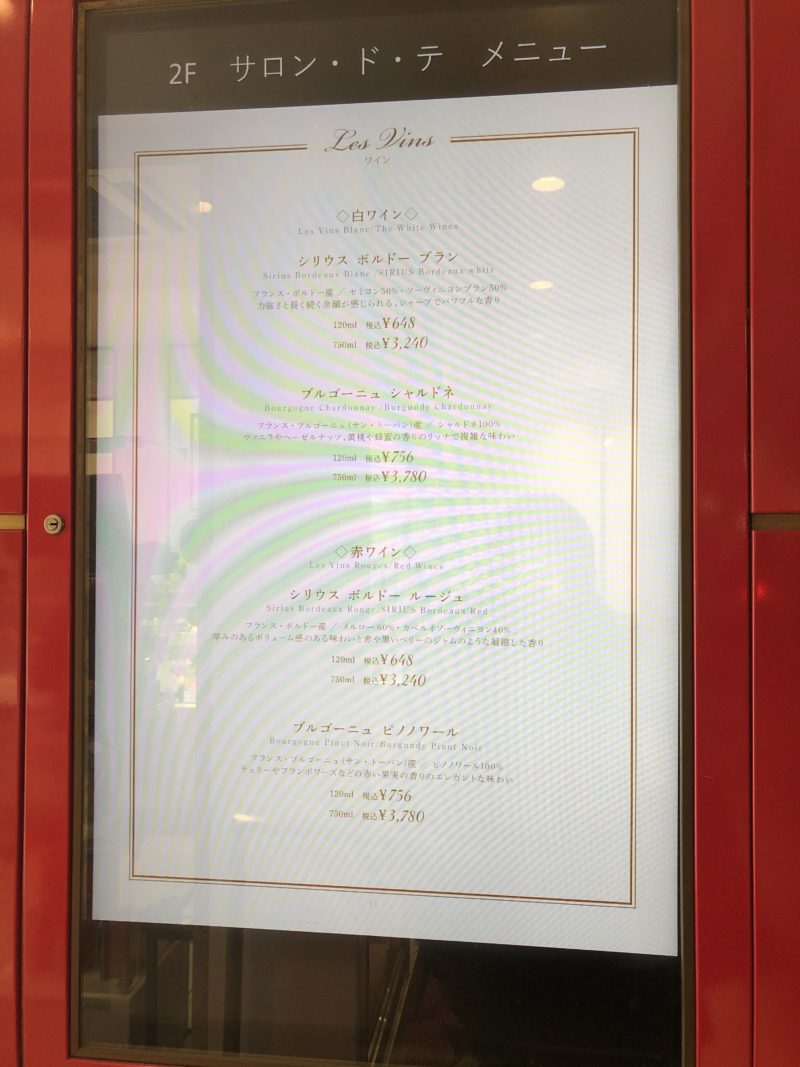 2F サロン・ド・テ メニュー
Les Vins
ワイン
◇白ワイン◇
Les Vins Blanc/The White Wines
シリウス ボルドー ブラン
Sirius Bordeaux Blanc /SIRIUS Bordeaux white
フランス・ボルドー産 / セミヨン50%・ソーヴィニヨンブラン50%
力強さと長く続く余韻が感じられる、シャープでパワフルな香り
120ml 税込¥648
750ml 税込¥3,240
ブルゴーニュ シャルドネ
Bourgogne Chardonnay /Burgundy Chardonnay
フランス・ブルゴーニュ(サン・トーバン)産 / シャルドネ100%
ヴァニラやヘーゼルナッツ、黄桃や蜂蜜の香りのリッチで複雑な味わい
120ml 税込¥756
750ml 税込¥3,780
◇赤ワイン◇
Les Vins Rouges/Red Wines
シリウス ボルドー ルージュ
Sirius Bordeaux Rouge/SIRIUS Bordeaux Red
フランス・ボルドー産 / メルロー60%・カベルネソーヴィニヨン40%
厚みのあるボリューム感のある味わいと赤や黒いベリーのジャムのような凝縮した香り
120ml 税込¥648
750ml 税込¥3,240
ブルゴーニュ ピノノワール
Bourgogne Pinot Noir/Burgundy Pinot Noir
フランス・ブルゴーニュ(サン・トーバン)産 / ピノノワール100%
チェリーやフランボワーズなどの赤い果実の香りのエレガントな味わい
120ml 税込¥756
750ml 税込¥3,780